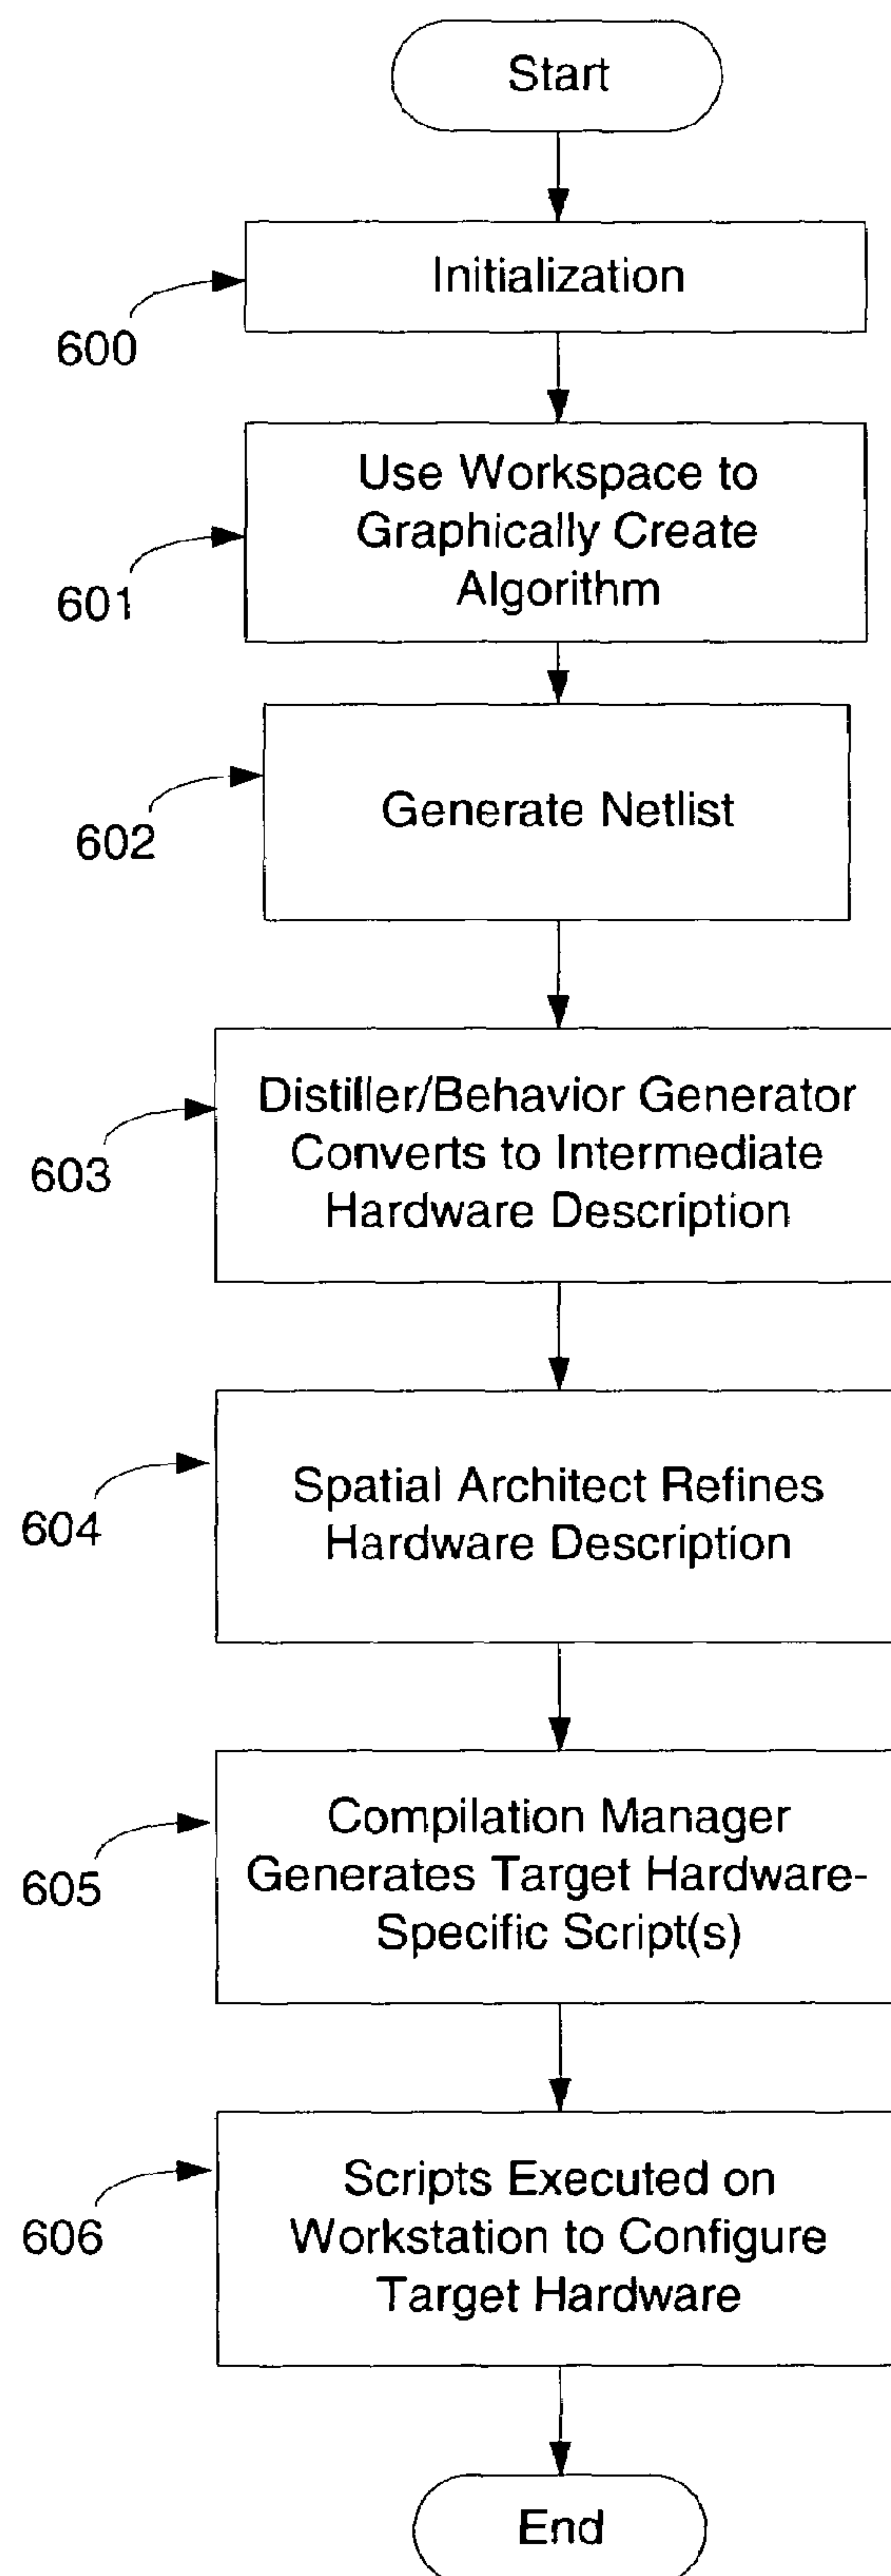 Start
Initialization
600
Use Workspace to
Graphically Create
Algorithm
601
Generate Netlist
602
Distiller/Behavior Generator
Converts to Intermediate
Hardware Description
603
Spatial Architect Refines
Hardware Description
604
Compilation Manager
Generates Target Hardware-
Specific Script(s)
605
Scripts Executed on
Workstation to Configure
Target Hardware
606
End